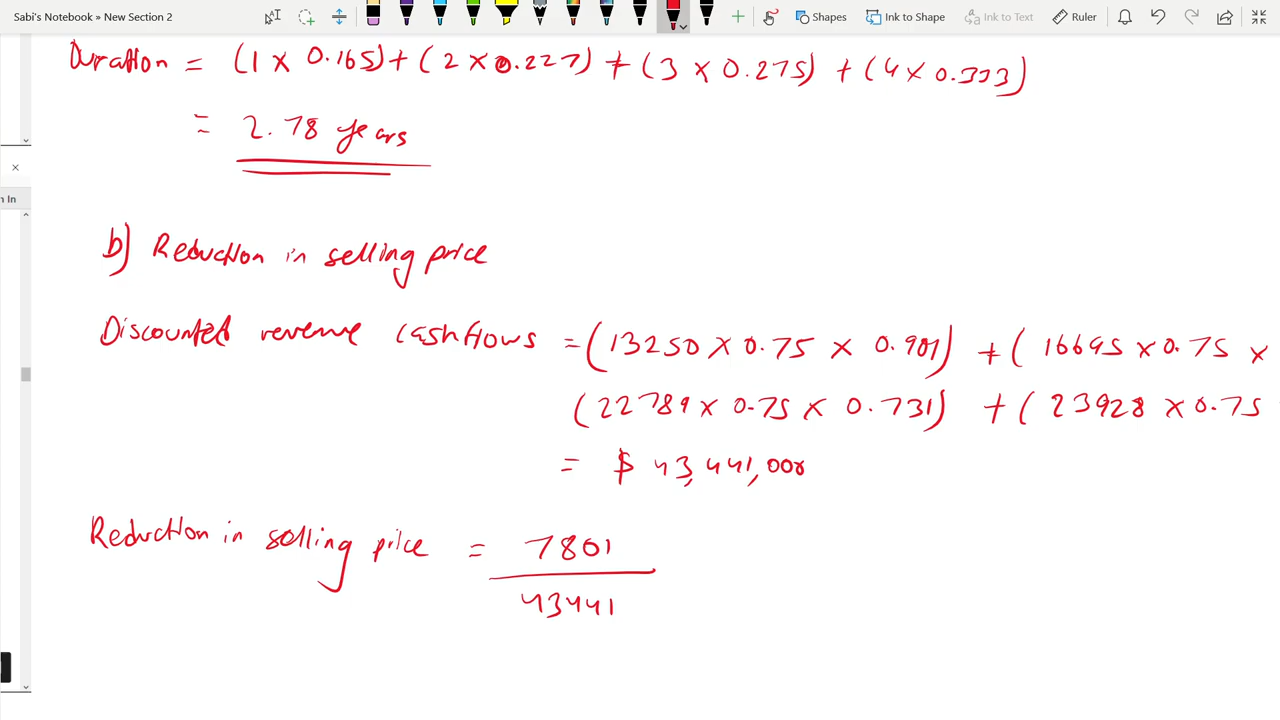 Sabi's Notebook » New Section 2
Shapes
Ink to Shape
Ink to Text
Ruler
Duration = (1 x 0.165) + (2 x 0.227) + (3 x 0.275) + (4 x 0.333)
= 2.78 years
n In
b) Reduction in selling price
Discounted revenue cashflows = (13250 x 0.75 x 0.901) + (16695 x 0.75 x
(22789 x 0.75 x 0.731) + (23928 x 0.75
= $ 43,441,000
Reduction in selling price = 7801
43441